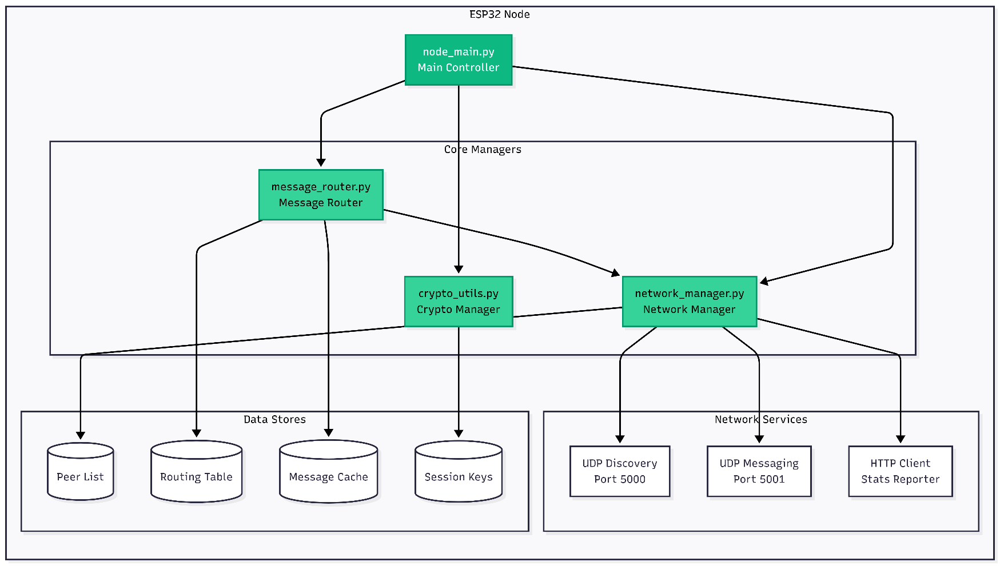 ESP32 Node
node_main.py
Main Controller
Core Managers
message_router.py
Message Router
crypto_utils.py
Crypto Manager
network_manager.py
Network Manager
Data Stores
Peer List
Routing Table
Message Cache
Session Keys
Network Services
UDP Discovery
Port 5000
UDP Messaging
Port 5001
HTTP Client
Stats Reporter